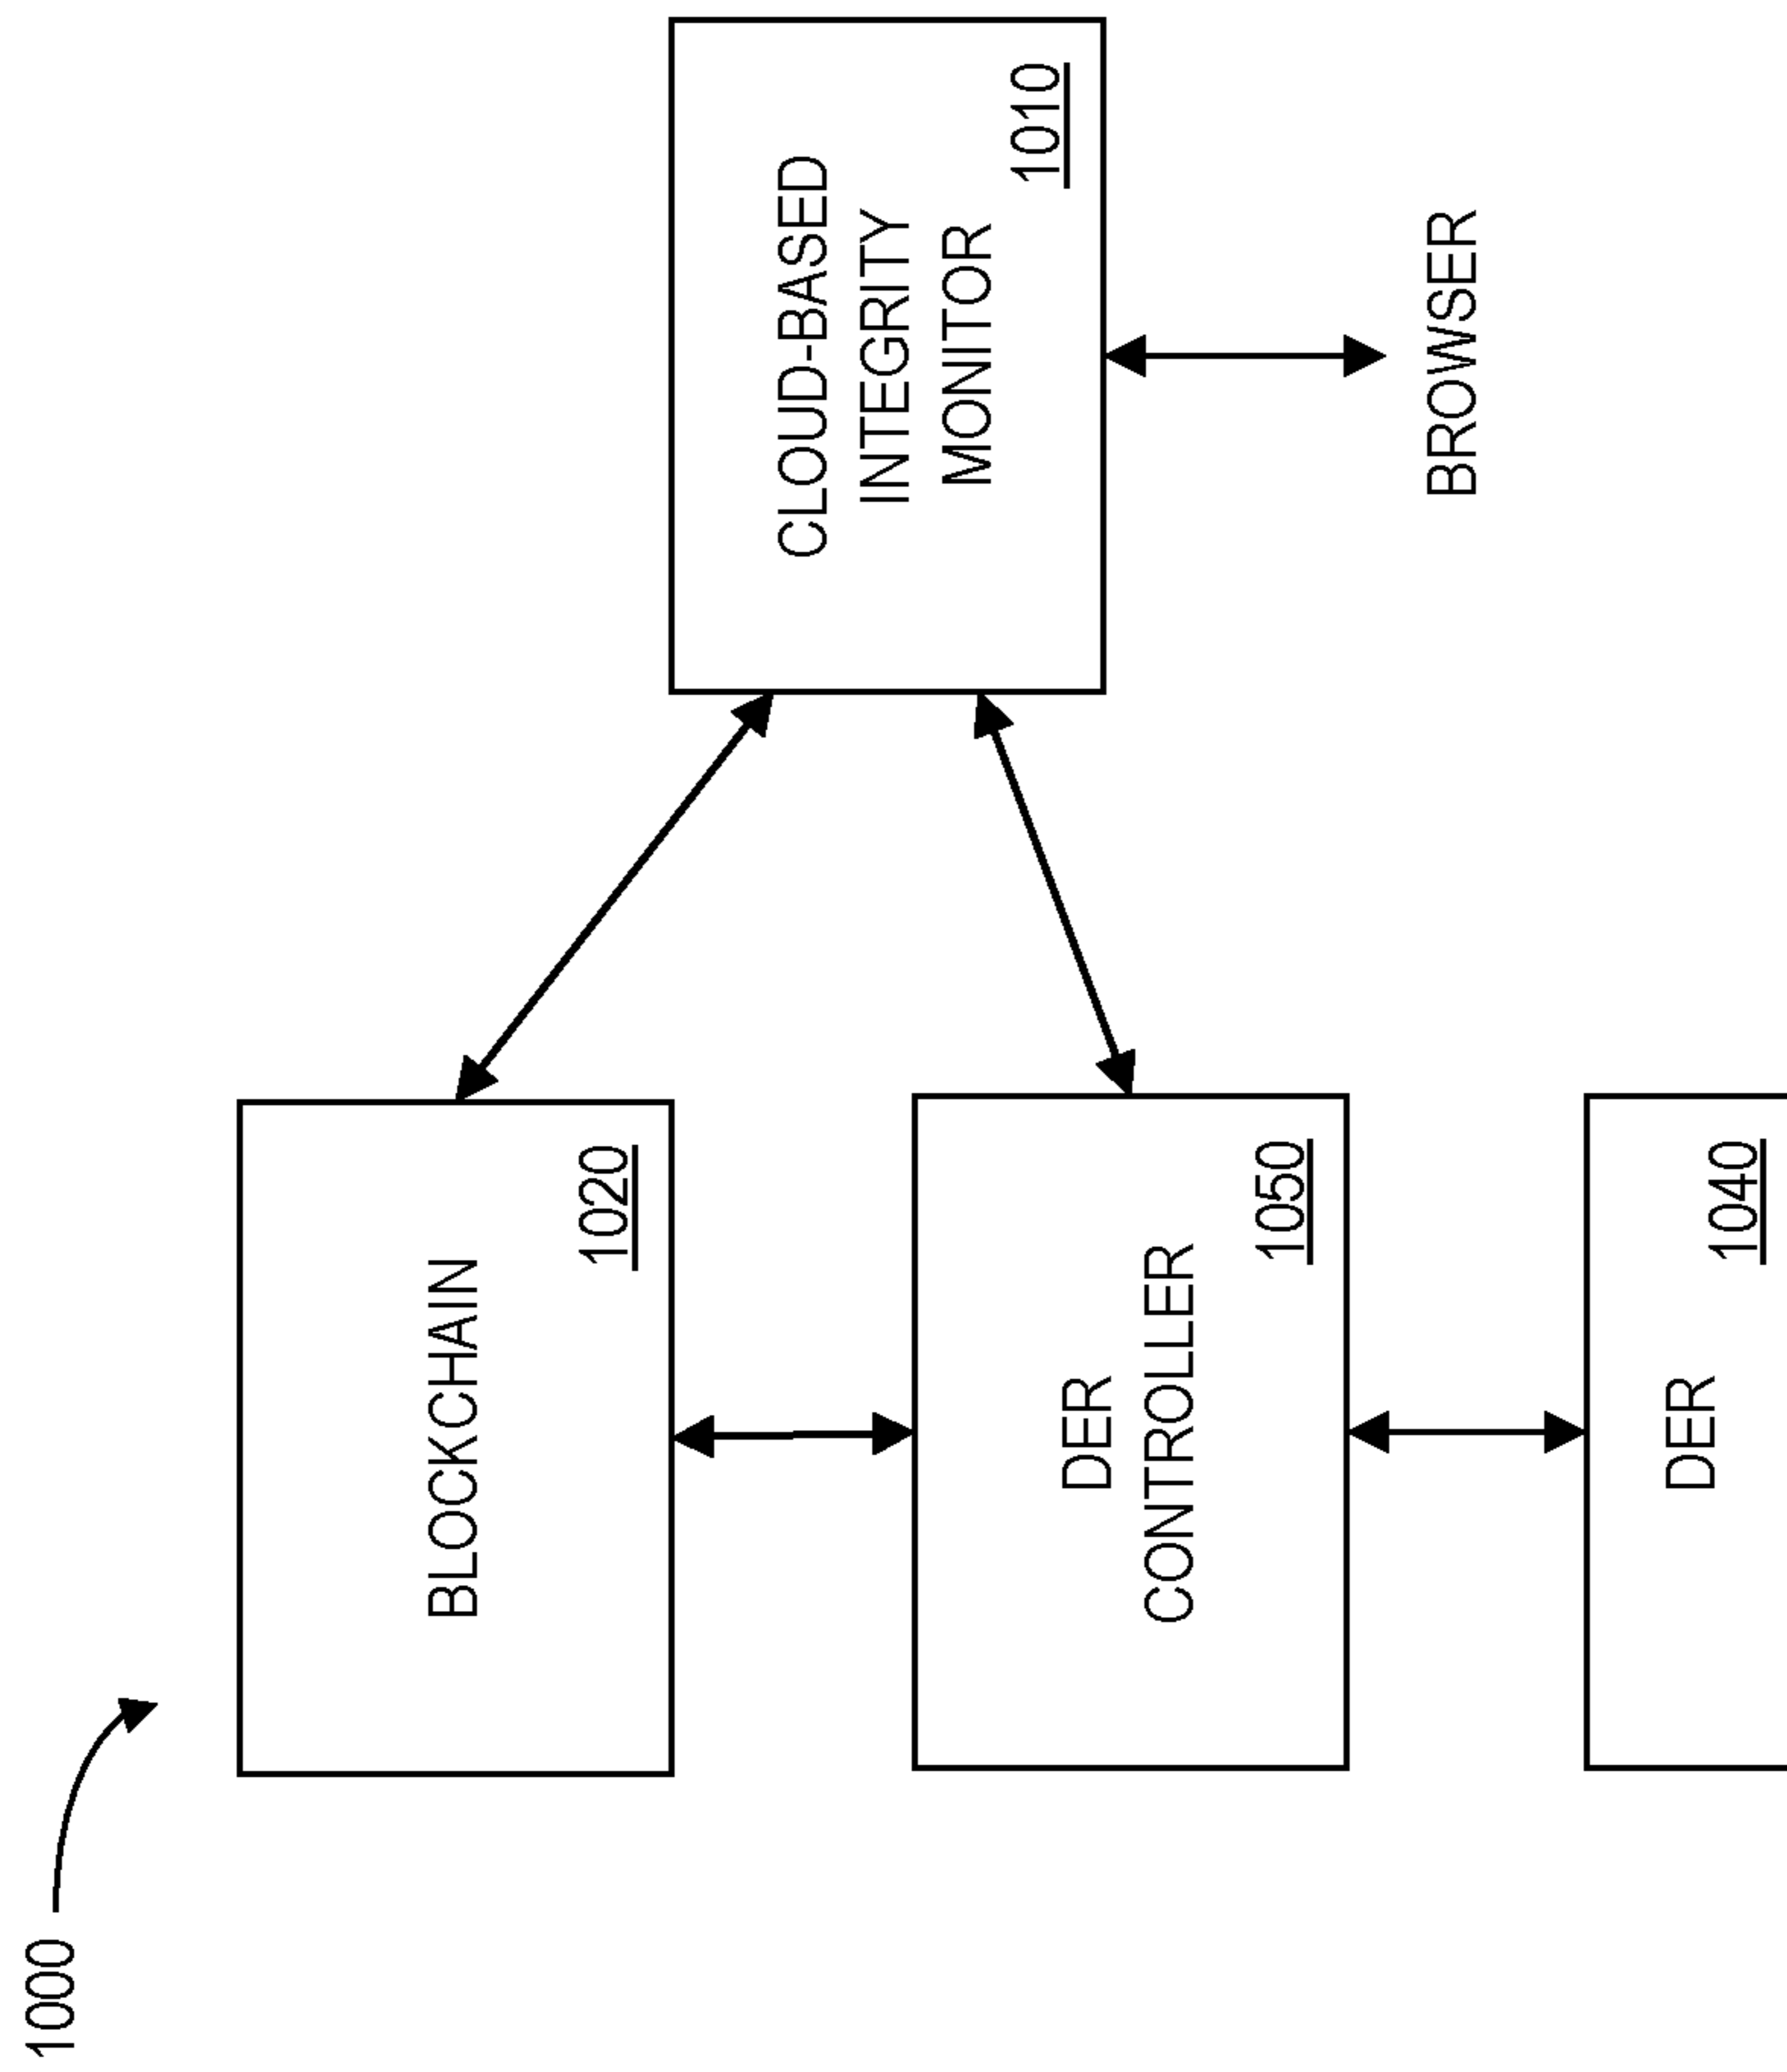 1000
BLOCKCHAIN
1020
CLOUD-BASED
INTEGRITY
MONITOR
1010
DER
CONTROLLER
1050
BROWSER
DER
1040